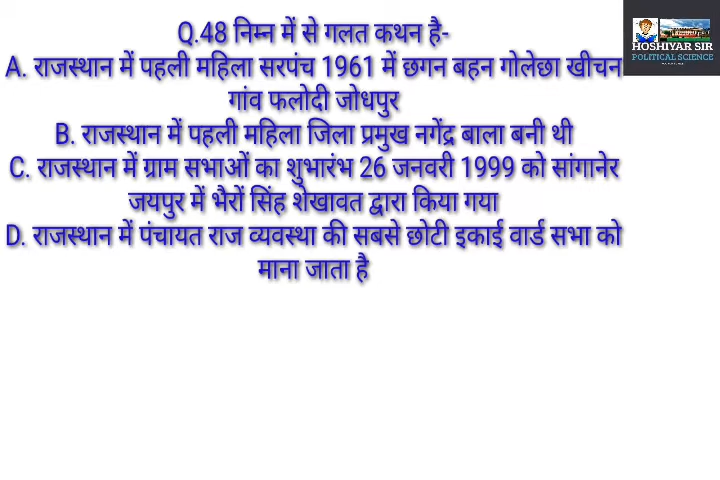 Q.48 निम्न में से गलत कथन है-
A. राजस्थान में पहली महिला सरपंच 1961 में छगन बहन गोलेछा खीचन
गांव फलोदी जोधपुर
B. राजस्थान में पहली महिला जिला प्रमुख नगेंद्र बाला बनी थी
C. राजस्थान में ग्राम सभाओं का शुभारंभ 26 जनवरी 1999 को सांगानेर
जयपुर में भैरों सिंह शेखावत द्वारा किया गया
D. राजस्थान में पंचायत राज व्यवस्था की सबसे छोटी इकाई वार्ड सभा को
माना जाता है
HOSHIYAR SIR
POLITICAL SCIENCE